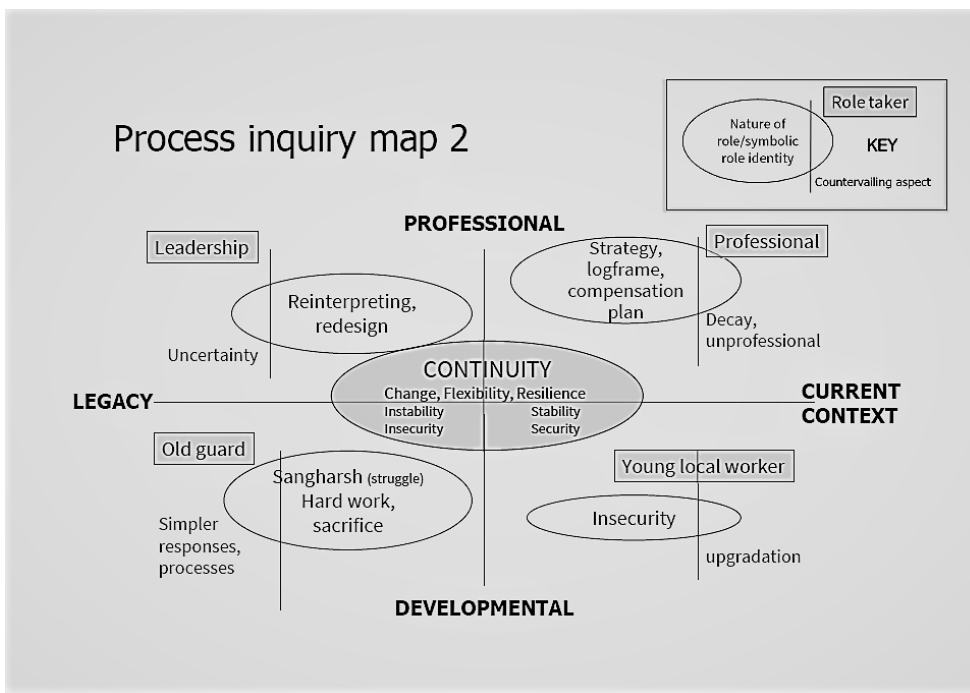 Process inquiry map 2
Role taker
Nature of
role/symbolic
role identity
KEY
Countervailing aspect
PROFESSIONAL
Leadership
Reinterpreting,
redesign
Uncertainty
Strategy,
logframe,
compensation
plan
Professional
Decay,
unprofessional
LEGACY
CONTINUITY
Change, Flexibility, Resilience
Instability
Insecurity
Stability
Security
CURRENT
CONTEXT
Old guard
Sangharsh (struggle)
Hard work,
sacrifice
Simpler
responses,
processes
Young local worker
Insecurity
upgradation
DEVELOPMENTAL